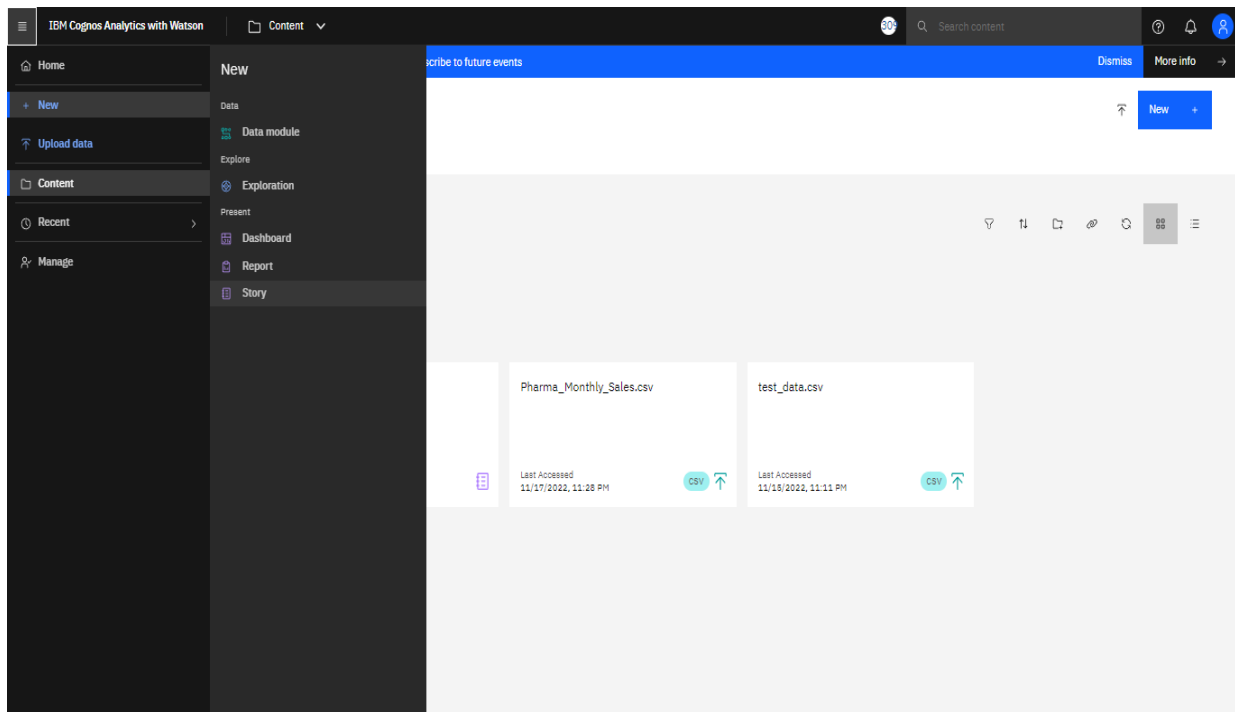 IBM Cognos Analytics with Watson
Content
309
Search content
Home
New
scribe to future events
Dismiss
More info
+ New
Data
New +
Upload data
Data module
Explore
Content
Exploration
Present
Recent
Dashboard
Manage
Report
Story
Pharma_Monthly_Sales.csv
test_data.csv
Last Accessed
11/17/2022, 11:28 PM
CSV
Last Accessed
11/18/2022, 11:11 PM
CSV